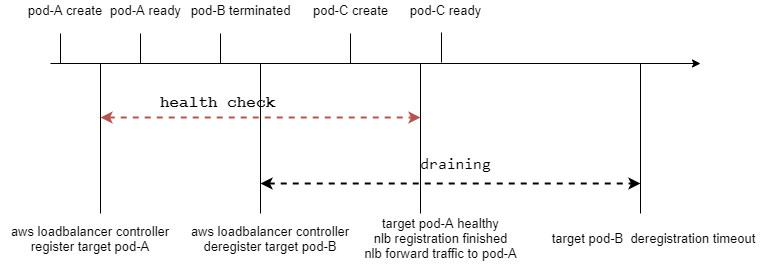 pod-A create
pod-A ready
pod-B terminated
pod-C create
pod-C ready
health check
draining
aws loadbalancer controller
register target pod-A
aws loadbalancer controller
deregister target pod-B
target pod-A healthy
nlb registration finished
nlb forward traffic to pod-A
target pod-B deregistration timeout